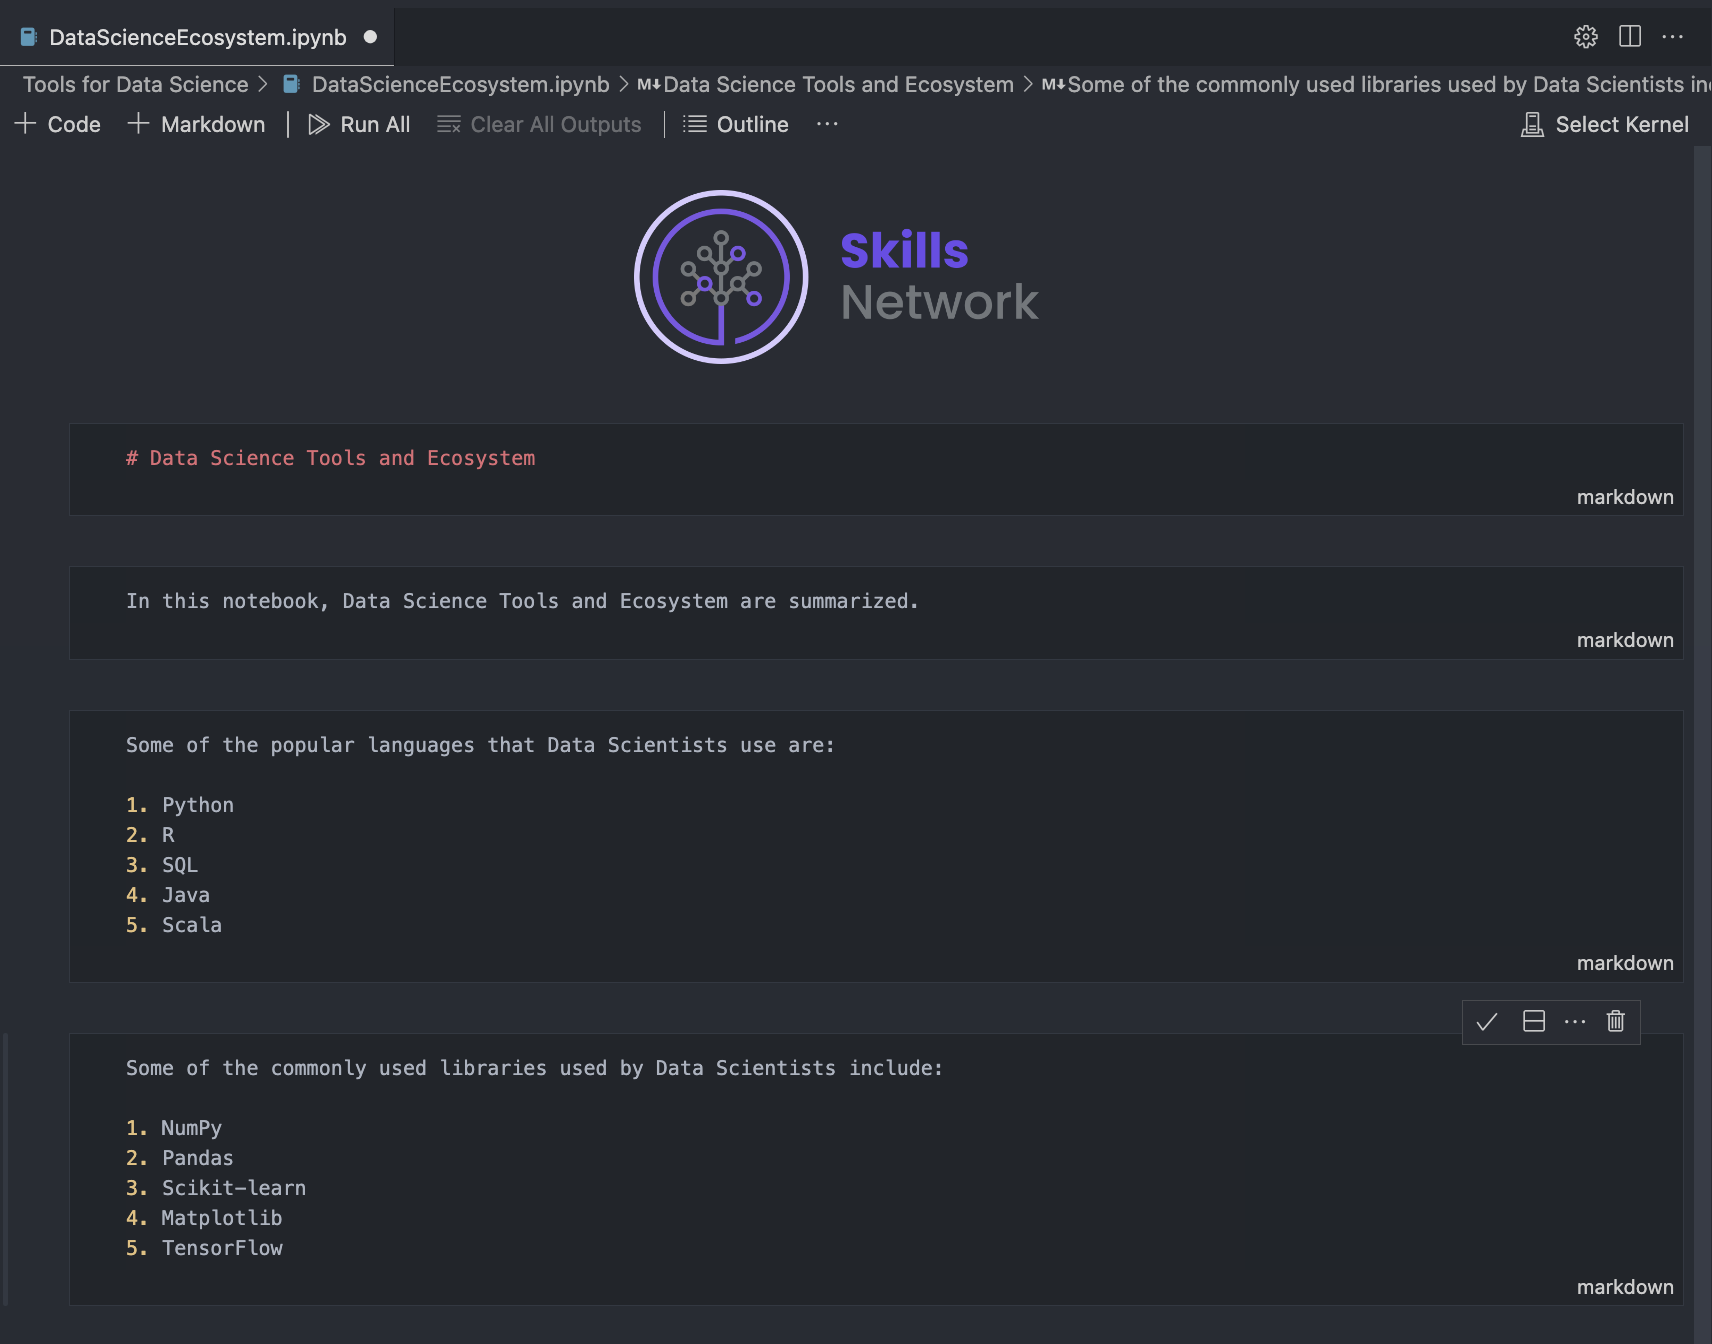 DataScienceEcosystem.ipynb
Tools for Data Science > DataScienceEcosystem.ipynb > M↓Data Science Tools and Ecosystem > M↓Some of the commonly used libraries used by Data Scientists in
+ Code + Markdown | Run All Clear All Outputs | Outline ... Select Kernel
Skills
Network
# Data Science Tools and Ecosystem
markdown
In this notebook, Data Science Tools and Ecosystem are summarized.
markdown
Some of the popular languages that Data Scientists use are:
1. Python
2. R
3. SQL
4. Java
5. Scala
markdown
Some of the commonly used libraries used by Data Scientists include:
1. NumPy
2. Pandas
3. Scikit-learn
4. Matplotlib
5. TensorFlow
markdown